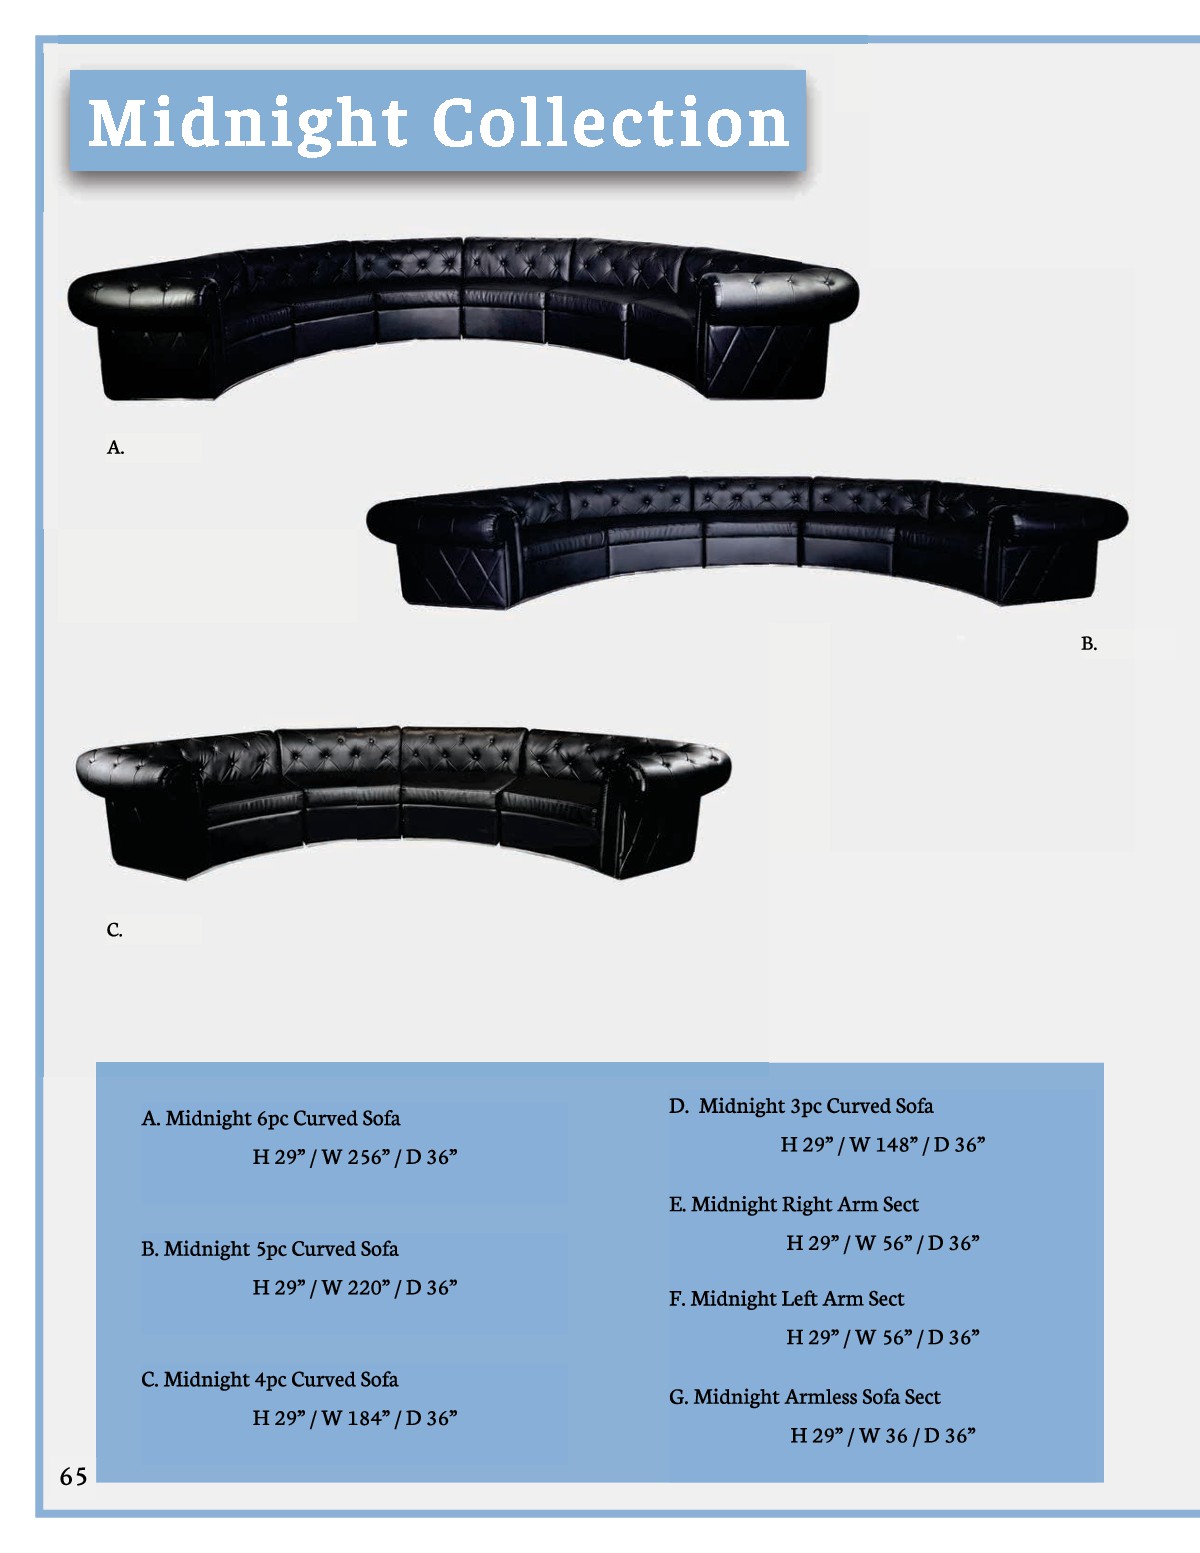 Midnight Collection
A.
B.
C.
A. Midnight 6pc Curved Sofa
H 29” / W 256” / D 36”
B. Midnight 5pc Curved Sofa
H 29” / W 220” / D 36”
C. Midnight 4pc Curved Sofa
H 29” / W 184” / D 36”
D. Midnight 3pc Curved Sofa
H 29” / W 148” / D 36”
E. Midnight Right Arm Sect
H 29” / W 56” / D 36”
F. Midnight Left Arm Sect
H 29” / W 56” / D 36”
G. Midnight Armless Sofa Sect
H 29” / W 36 / D 36”
65